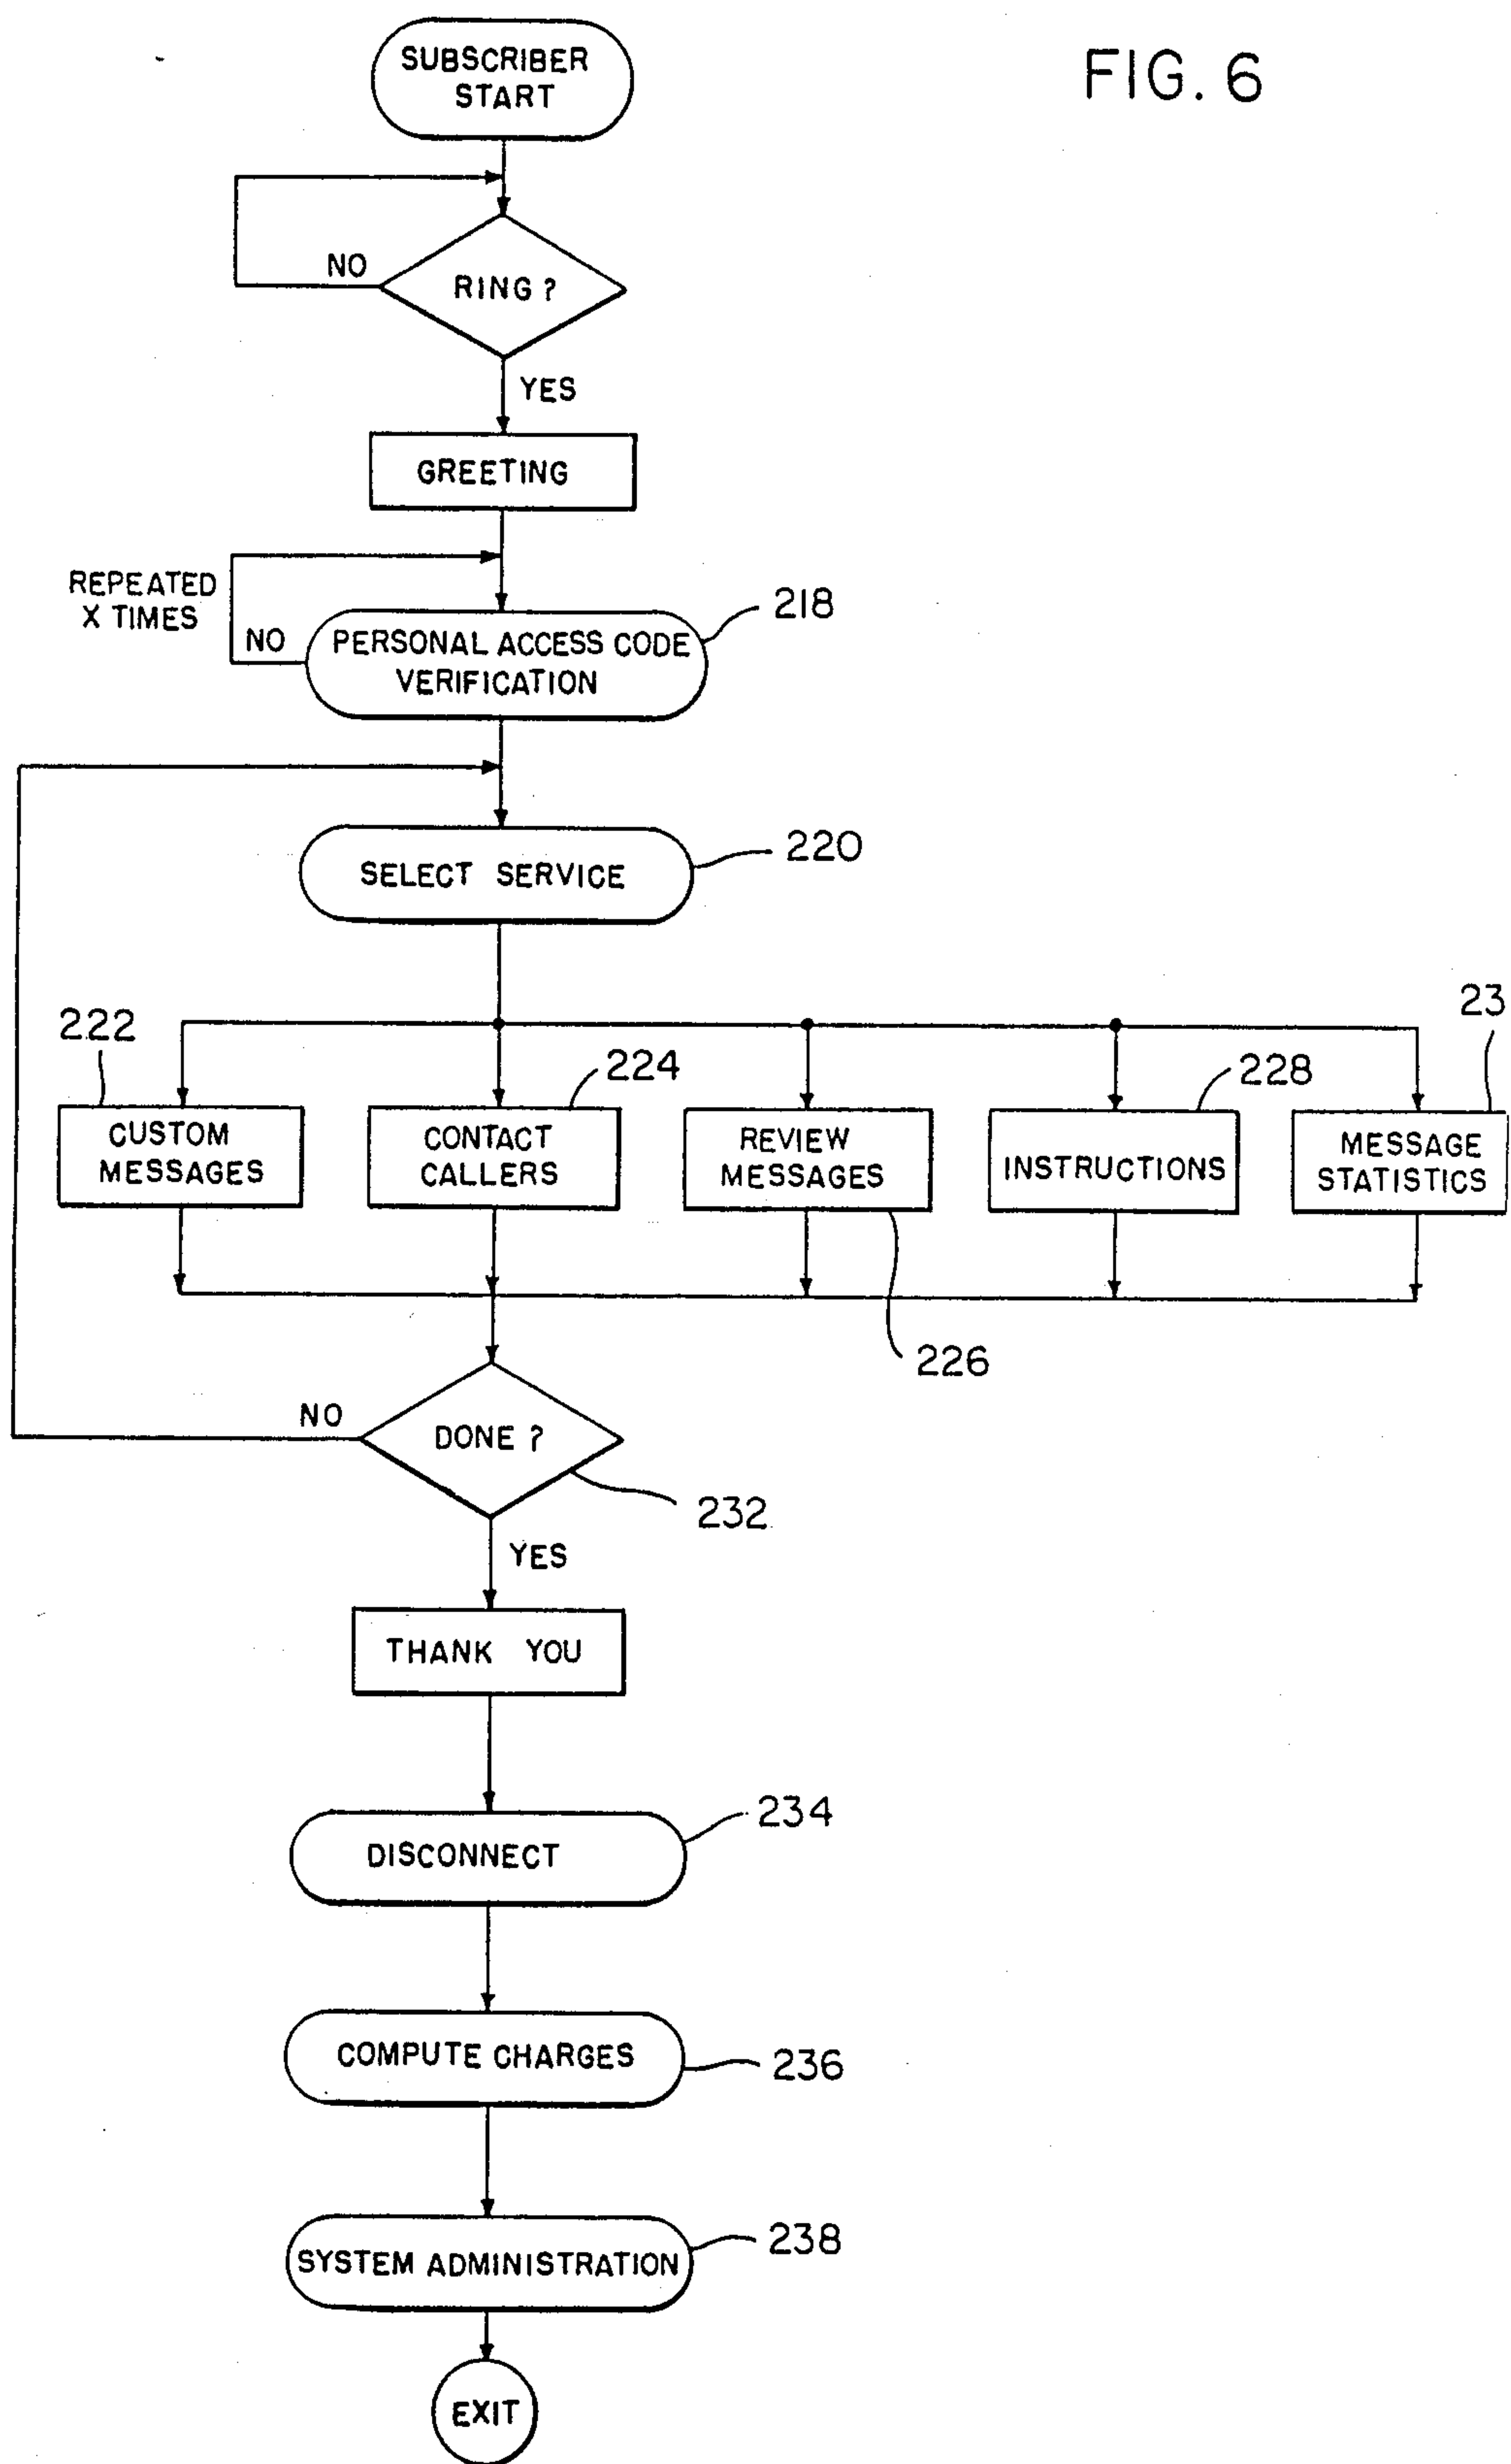 SUBSCRIBER
START
FIG. 6
NO
RING ?
YES
GREETING
REPEATED
X TIMES
NO
218
PERSONAL ACCESS CODE
VERIFICATION
220
SELECT SERVICE
222
224
228
23
CUSTOM
MESSAGES
CONTACT
CALLERS
REVIEW
MESSAGES
INSTRUCTIONS
MESSAGE
STATISTICS
226
NO
DONE ?
232
YES
THANK YOU
234
DISCONNECT
COMPUTE CHARGES
236
238
SYSTEM ADMINISTRATION
EXIT